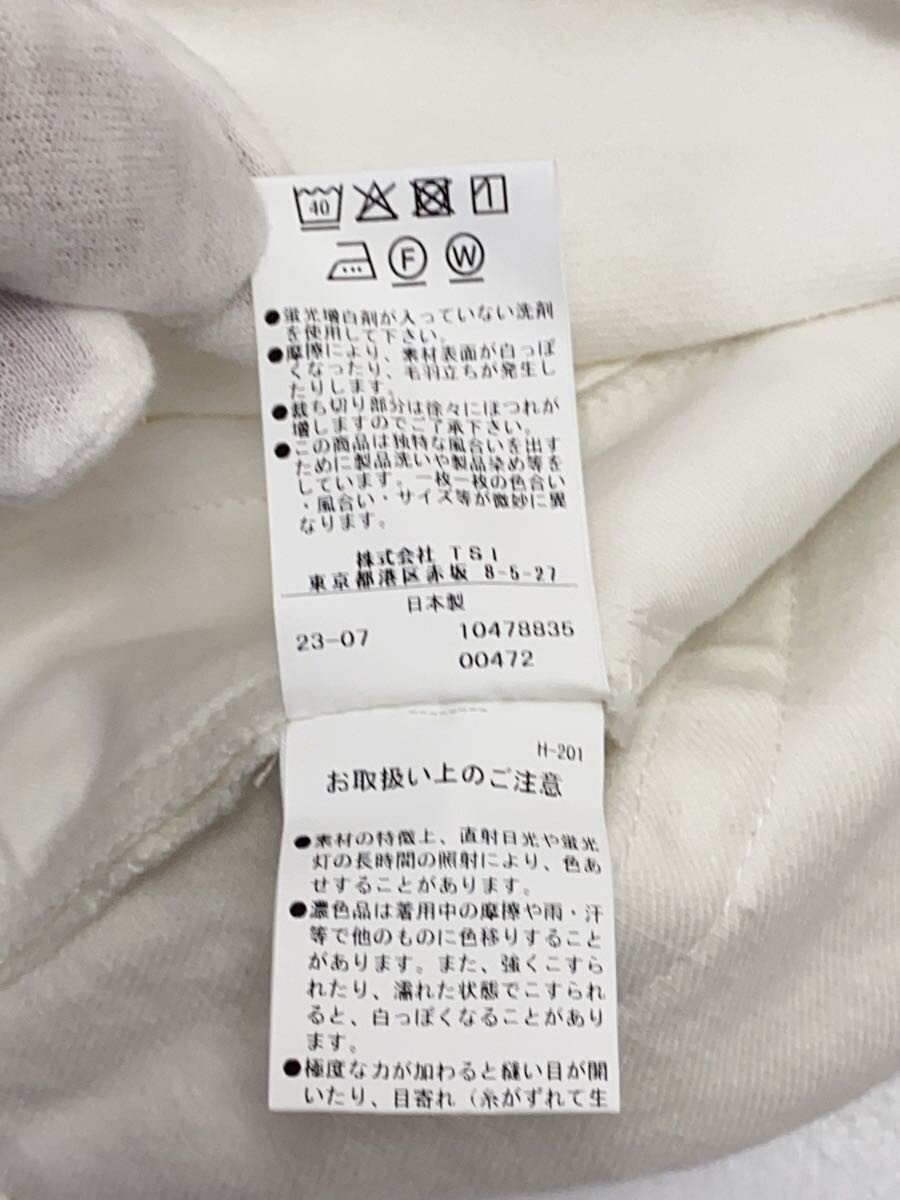 40
F W
●蛍光増白剤が入っていない洗剤
を使用して下さい。
●摩擦により、素材表面が白っぽ
くなったり、毛羽立ちが発生し
たりします。
●裁ち切り部分は徐々にほつれが
増しますのでご了承下さい。
●この商品は独特な風合いを出す
ために製品洗いや製品染め等を
しています。一枚一枚の色合い
・風合い・サイズ等が微妙に異
なります。
株式会社 TSI
東京都港区赤坂 8-5-27
日本製
23-07 10478835
00472
H-201
お取扱い上のご注意
●素材の特徴上、直射日光や蛍光
灯の長時間の照射により、色あ
せすることがあります。
●濃色品は着用中の摩擦や雨・汗
等で他のものに色移りすること
があります。また、強くこすら
れたり、濡れた状態でこすられ
ると、白っぽくなることがあり
ます。
●極度な力が加わると縫い目が開
いたり、目寄れ（糸がずれて生